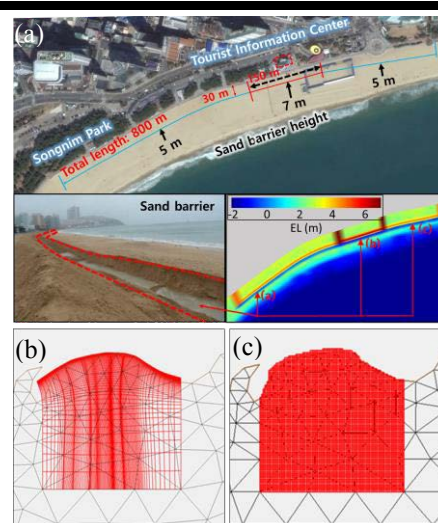 (a)
Tourist Information Center
150 m
30 m
5 m
7 m
Songnim Park
Total length: 800 m
5 m
Sand barrier height
Sand barrier
-2 0 2 4 6
EL (m)
(a)
(b)
(c)
(b)
(c)